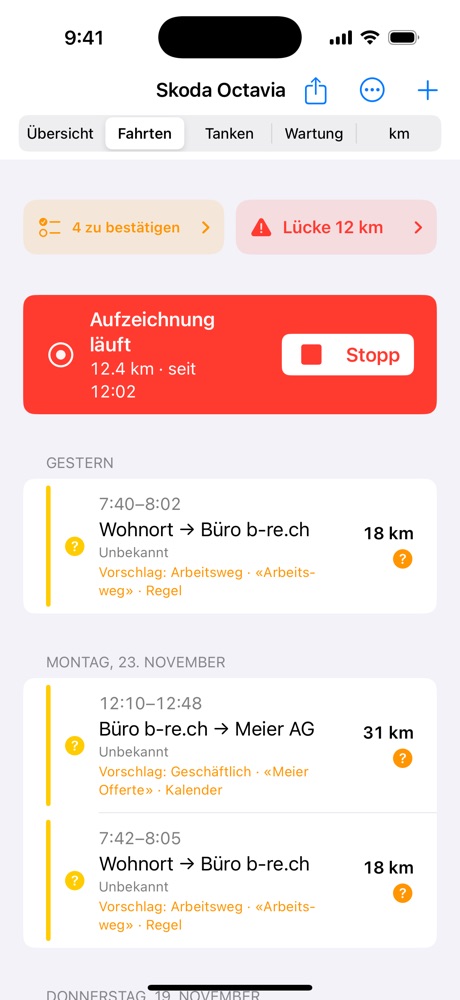 9:41
Skoda Octavia
Übersicht
Fahrten
Tanken
Wartung
km
4 zu bestätigen
Lücke 12 km
Aufzeichnung
läuft
12.4 km · seit
12:02
Stopp
GESTERN
7:40–8:02
Wohnort → Büro b-re.ch
18 km
Unbekannt
?
?
Vorschlag: Arbeitsweg · «Arbeits-
weg» · Regel
MONTAG, 23. NOVEMBER
12:10–12:48
Büro b-re.ch → Meier AG
31 km
Unbekannt
?
?
Vorschlag: Geschäftlich · «Meier
Offerte» · Kalender
7:42–8:05
Wohnort → Büro b-re.ch
18 km
Unbekannt
?
?
Vorschlag: Arbeitsweg · «Arbeits-
weg» · Regel
DONNERSTAG, 19. NOVEMBER